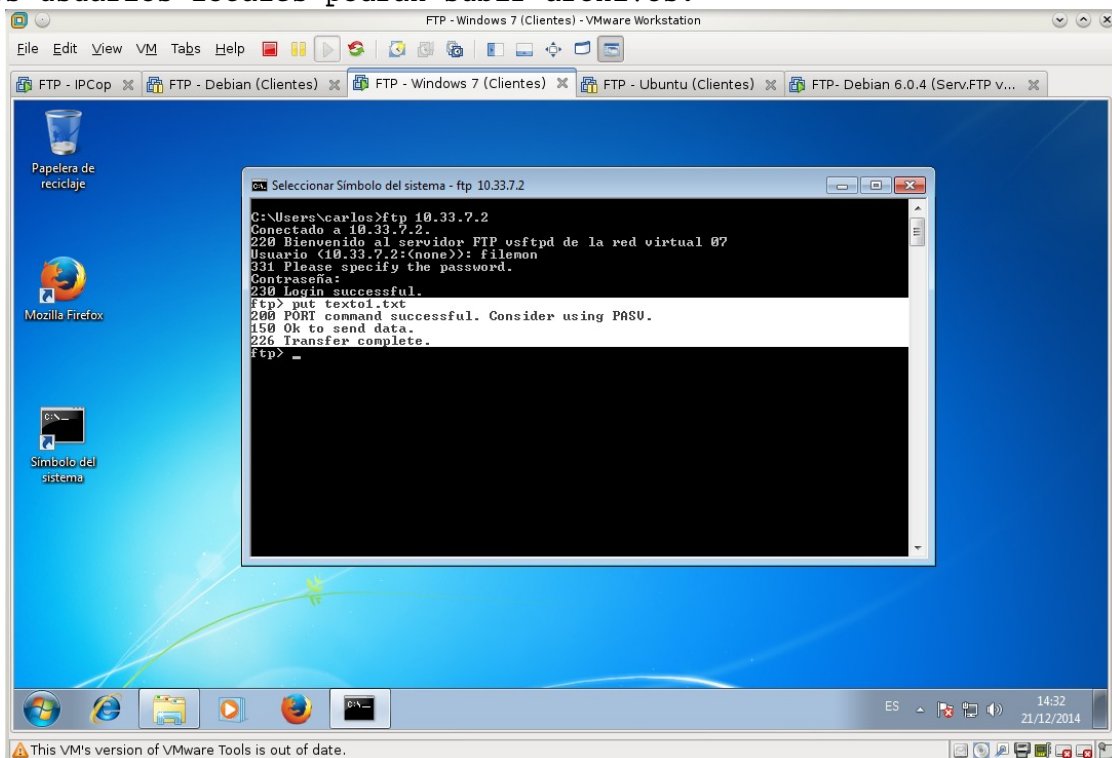 s usuarios locales podrán subir archivos.
FTP - Windows 7 (Clientes) - VMware Workstation
File Edit View VM Tabs Help
FTP - IPCop
FTP - Debian (Clientes)
FTP - Windows 7 (Clientes)
FTP - Ubuntu (Clientes)
FTP- Debian 6.0.4 (Serv.FTP v...
Papelera de
reciclaje
Seleccionar Símbolo del sistema - ftp 10.33.7.2
C:\Users\carlos>ftp 10.33.7.2
Conectado a 10.33.7.2.
220 Bienvenido al servidor FTP vsftpd de la red virtual 07
Usuario (10.33.7.2:(none)): filemon
331 Please specify the password.
Contraseña:
230 Login successful.
ftp> put texto1.txt
200 PORT command successful. Consider using PASV.
150 Ok to send data.
226 Transfer complete.
ftp> _
Mozilla Firefox
C:\_
Símbolo del
sistema
C:\_
ES
14:32
21/12/2014
This VM's version of VMware Tools is out of date.